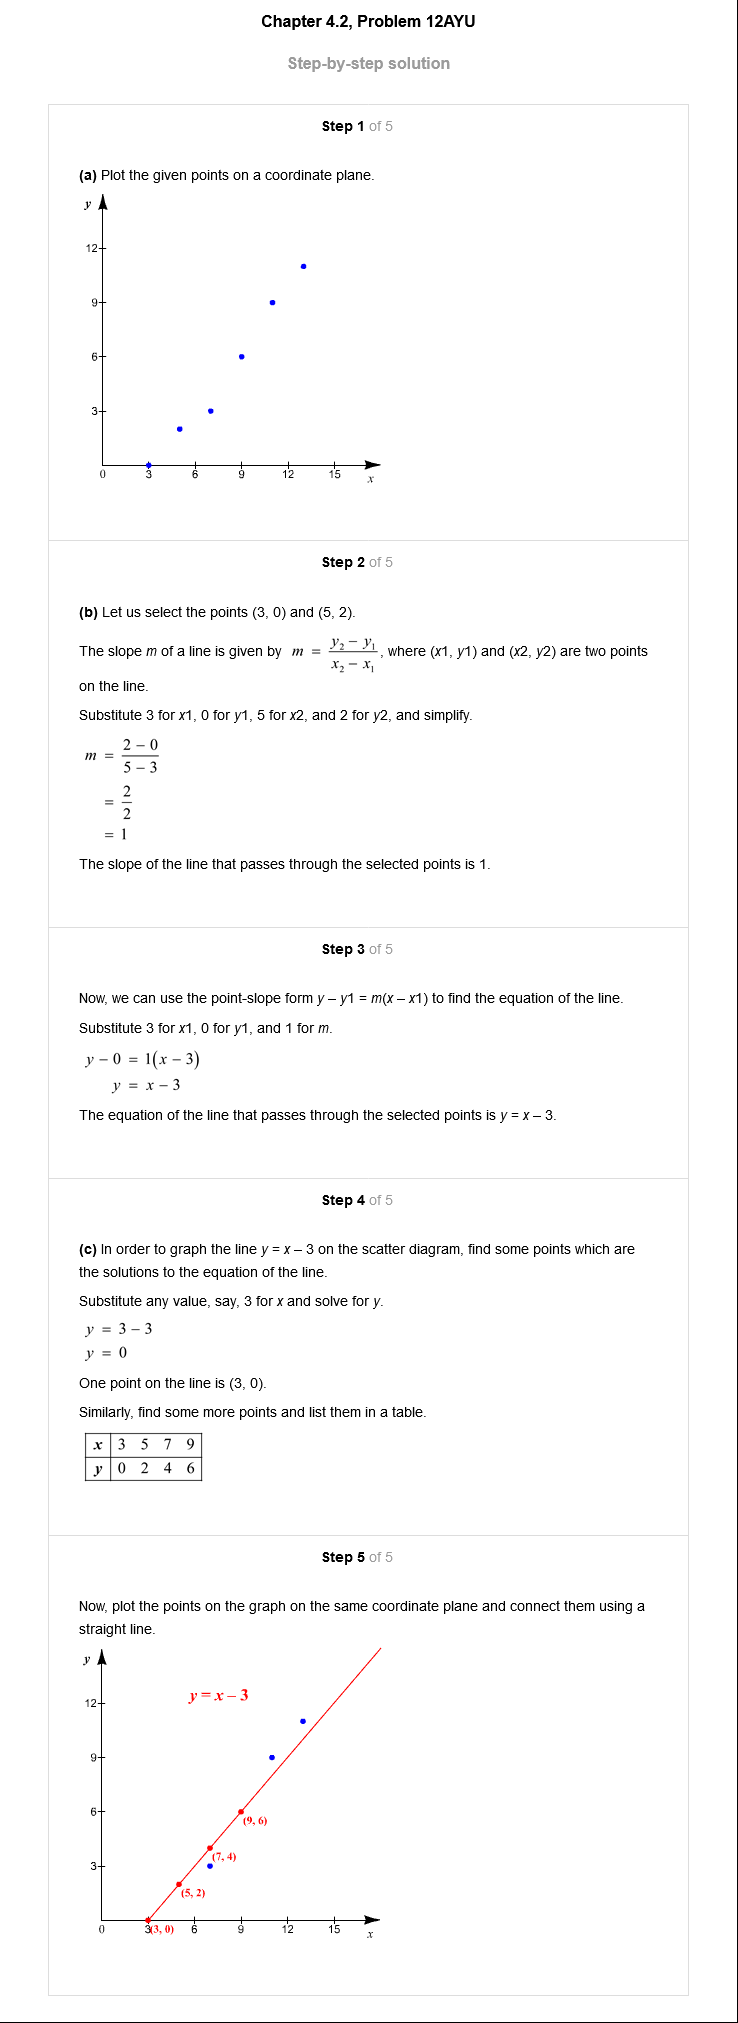 Chapter 4.2, Problem 12AYU
Step-by-step solution
Step 1 of 5
(a) Plot the given points on a coordinate plane.
y
12
9
6
3
0 3 6 9 12 15
x
Step 2 of 5
(b) Let us select the points (3, 0) and (5, 2).
The slope m of a line is given by m = (y₂ − y₁)/(x₂ − x₁), where (x1, y1) and (x2, y2) are two points
on the line.
Substitute 3 for x1, 0 for y1, 5 for x2, and 2 for y2, and simplify.
m = (2 − 0)/(5 − 3)
= 2/2
= 1
The slope of the line that passes through the selected points is 1.
Step 3 of 5
Now, we can use the point-slope form y – y1 = m(x – x1) to find the equation of the line.
Substitute 3 for x1, 0 for y1, and 1 for m.
y − 0 = 1(x − 3)
y = x − 3
The equation of the line that passes through the selected points is y = x – 3.
Step 4 of 5
(c) In order to graph the line y = x – 3 on the scatter diagram, find some points which are
the solutions to the equation of the line.
Substitute any value, say, 3 for x and solve for y.
y = 3 − 3
y = 0
One point on the line is (3, 0).
Similarly, find some more points and list them in a table.
x 3 5 7 9
y 0 2 4 6
Step 5 of 5
Now, plot the points on the graph on the same coordinate plane and connect them using a
straight line.
y
y = x – 3
12
9
6
(9, 6)
(7, 4)
3
(5, 2)
0 3 (3, 0) 6 9 12 15
x